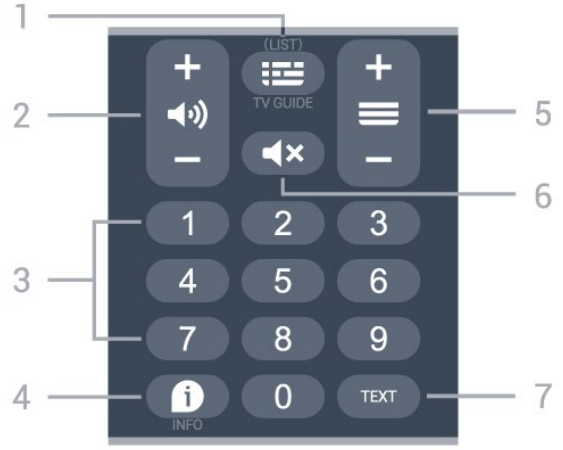 1
(LIST)
+ +
TV GUIDE
2 5
− −
6
1 2 3
3
4 5 6
7 8 9
4 i 0 TEXT 7
INFO